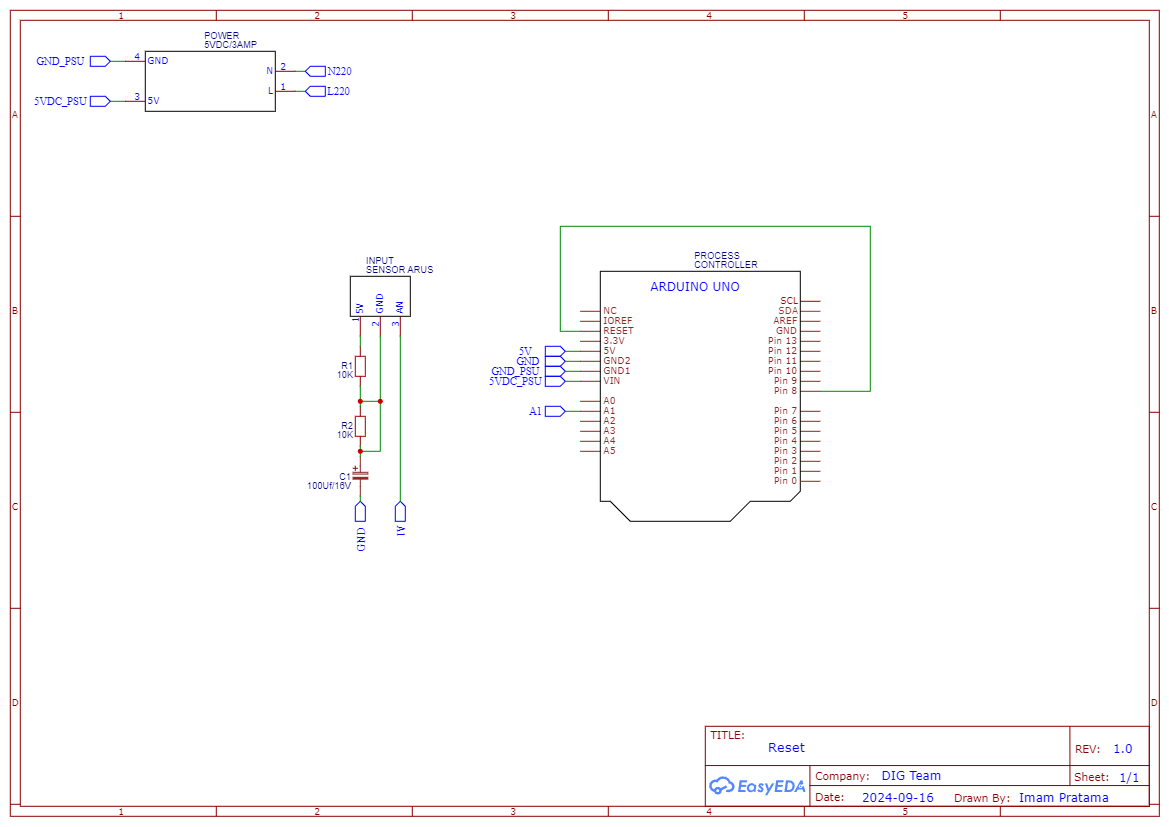 1 2 3 4 5
A
B
C
D
A
B
C
D
POWER
5VDC/3AMP
GND_PSU 4 GND
N 2 N220
L 1 L220
5VDC_PSU 3 5V
INPUT
SENSOR ARUS
5V GND AN
1 2 3
R1
10K
R2
10K
+
C1
100Uf/16V
GND A1
PROCESS
CONTROLLER
ARDUINO UNO
NC
IOREF
RESET
3.3V
5V 5V
GND GND2
GND_PSU GND1
5VDC_PSU VIN
A0
A1 A1
A2
A3
A4
A5
SCL
SDA
AREF
GND
Pin 13
Pin 12
Pin 11
Pin 10
Pin 9
Pin 8
Pin 7
Pin 6
Pin 5
Pin 4
Pin 3
Pin 2
Pin 1
Pin 0
TITLE:
Reset
REV: 1.0
EasyEDA
Company: DIG Team
Sheet: 1/1
Date: 2024-09-16 Drawn By: Imam Pratama
1 2 3 4 5